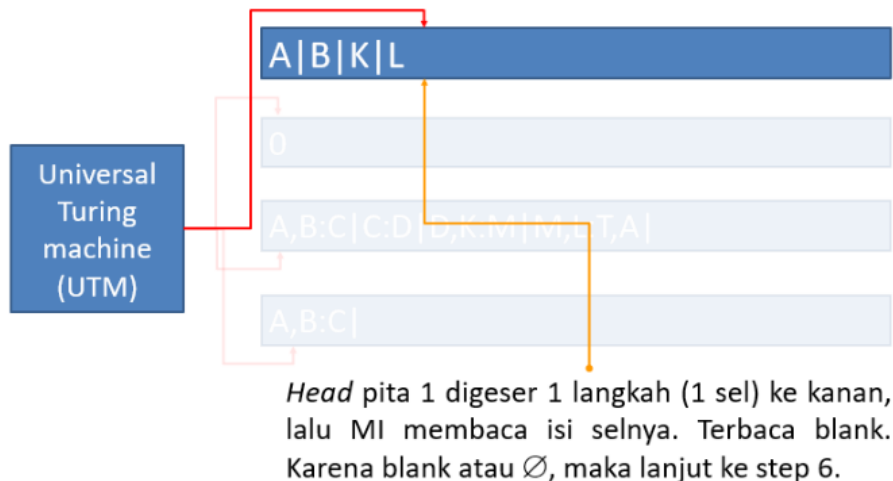 A|B|K|L
0
Universal
Turing
machine
(UTM)
A,B:C|C:D|D,K:M|M,L:T,A|
A,B:C|
Head pita 1 digeser 1 langkah (1 sel) ke kanan,
lalu MI membaca isi selnya. Terbaca blank.
Karena blank atau ∅, maka lanjut ke step 6.